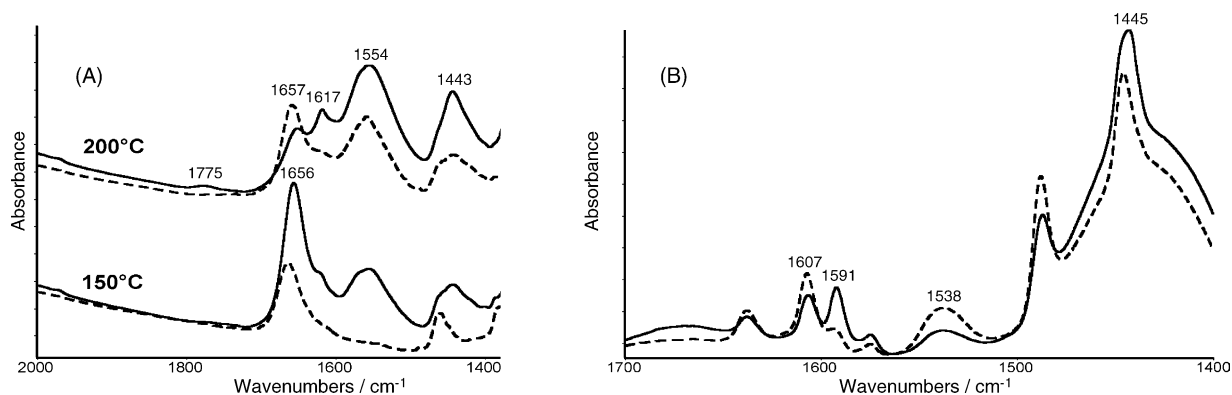 (A)
1554
1657
1617
1443
200°C
1775
1656
150°C
Absorbance
2000
1800
1600
1400
Wavenumbers / cm⁻¹
(B)
1445
1607
1591
1538
Absorbance
1700
1600
1500
1400
Wavenumbers / cm⁻¹